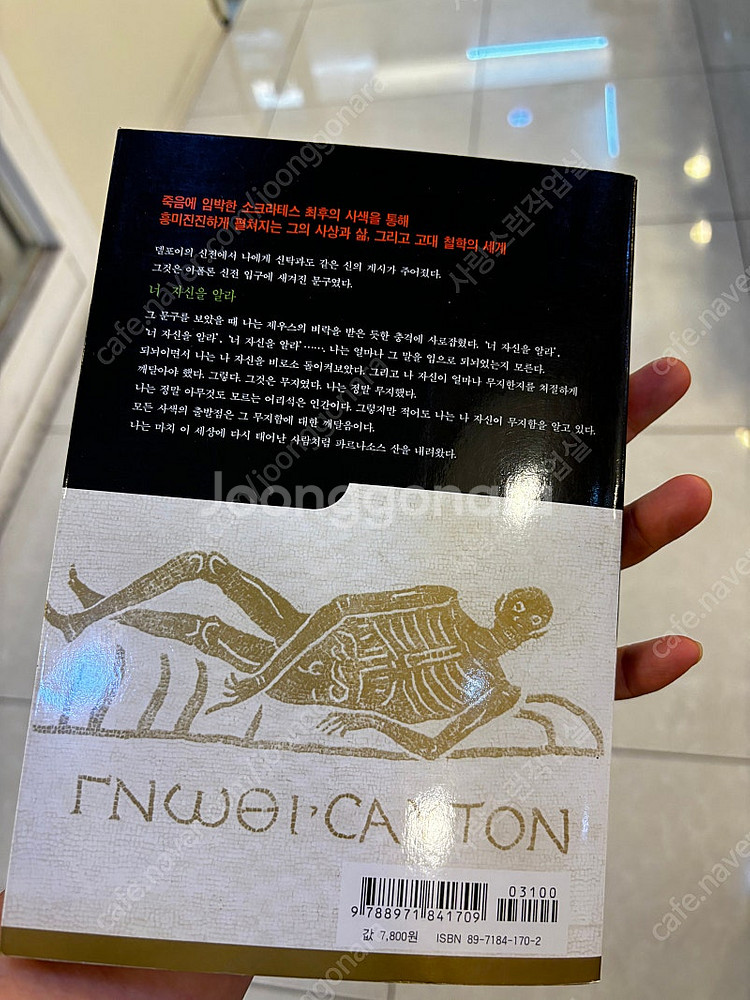 죽음에 임박한 소크라테스 최후의 사색을 통해
흥미진진하게 펼쳐지는 그의 사상과 삶, 그리고 고대 철학의 세계
델포이의 신전에서 나에게 신탁과도 같은 신의 계시가 주어졌다.
그것은 아폴론 신전 입구에 새겨진 문구였다.
너 자신을 알라
그 문구를 보았을 때 나는 제우스의 벼락을 받은 듯한 충격에 사로잡혔다. '너 자신을 알라',
'너 자신을 알라', '너 자신을 알라'……. 나는 얼마나 그 말을 입으로 되뇌었는지 모른다.
되뇌이면서 나는 나 자신을 비로소 돌이켜보았다. 그리고 나 자신이 얼마나 무지한지를 처절하게
깨달아야 했다. 그렇다. 그것은 무지였다. 나는 정말 무지했다.
나는 정말 아무것도 모르는 어리석은 인간이다. 그렇지만 적어도 나는 나 자신이 무지함을 알고 있다.
모든 사색의 출발점은 그 무지함에 대한 깨달음이다.
나는 마치 이 세상에 다시 태어난 사람처럼 파르나소스 산을 내려왔다.
Joonggonara
ΓΝωΘΙ·CAYTON
03100
9 788971 841709
값 7,800원 ISBN 89-7184-170-2
cafe.naver.com/joonggonara
사랑스런작업실